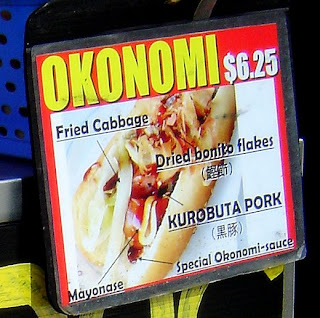 OKONOMI $6.25
Fried Cabbage
Dried bonito flakes
(鰹節)
KUROBUTA PORK
(黒豚)
Special Okonomi-sauce
Mayonase